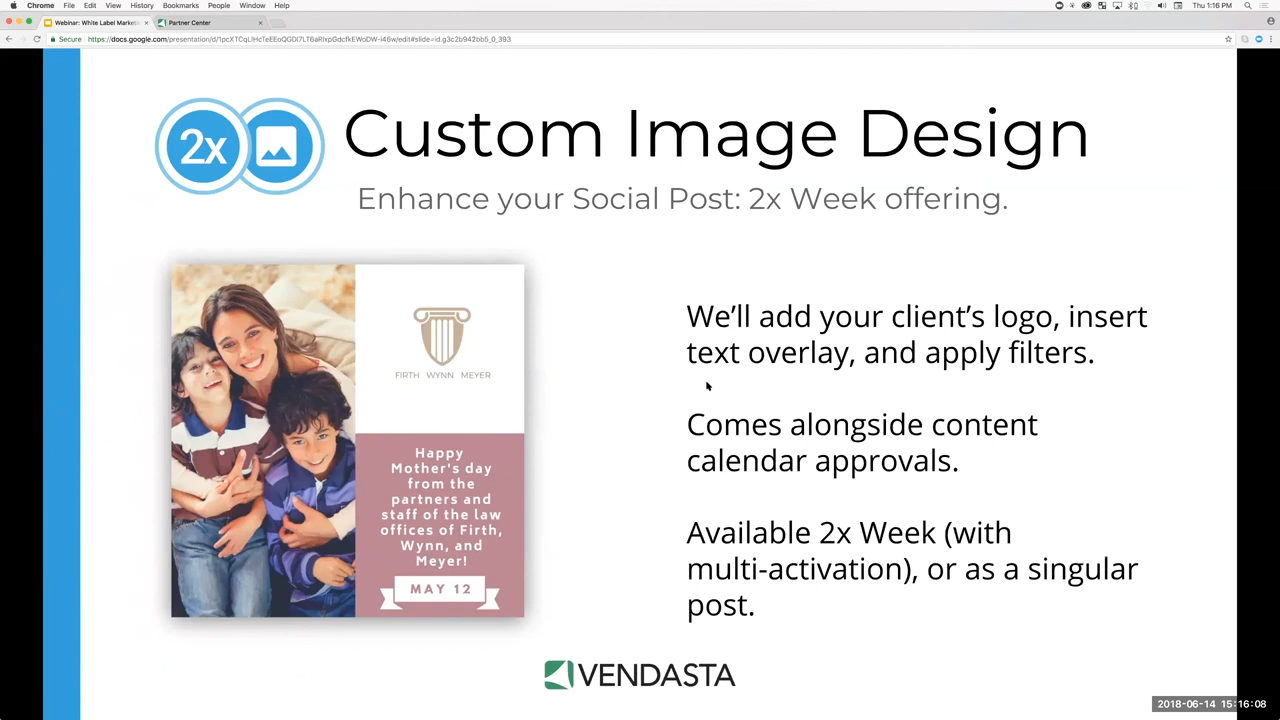 Chrome File Edit View History Bookmarks People Window Help
Thu 1:16 PM
Webinar: White Label Marketi
Partner Center
Secure
2x
Custom Image Design
Enhance your Social Post: 2x Week offering.
FIRTH WYNN MEYER
Happy
Mother's day
from the
partners and
staff of the law
offices of Firth,
Wynn, and
Meyer!
MAY 12
We'll add your client's logo, insert
text overlay, and apply filters.
Comes alongside content
calendar approvals.
Available 2x Week (with
multi-activation), or as a singular
post.
VENDASTA
2018-06-14 15:16:08